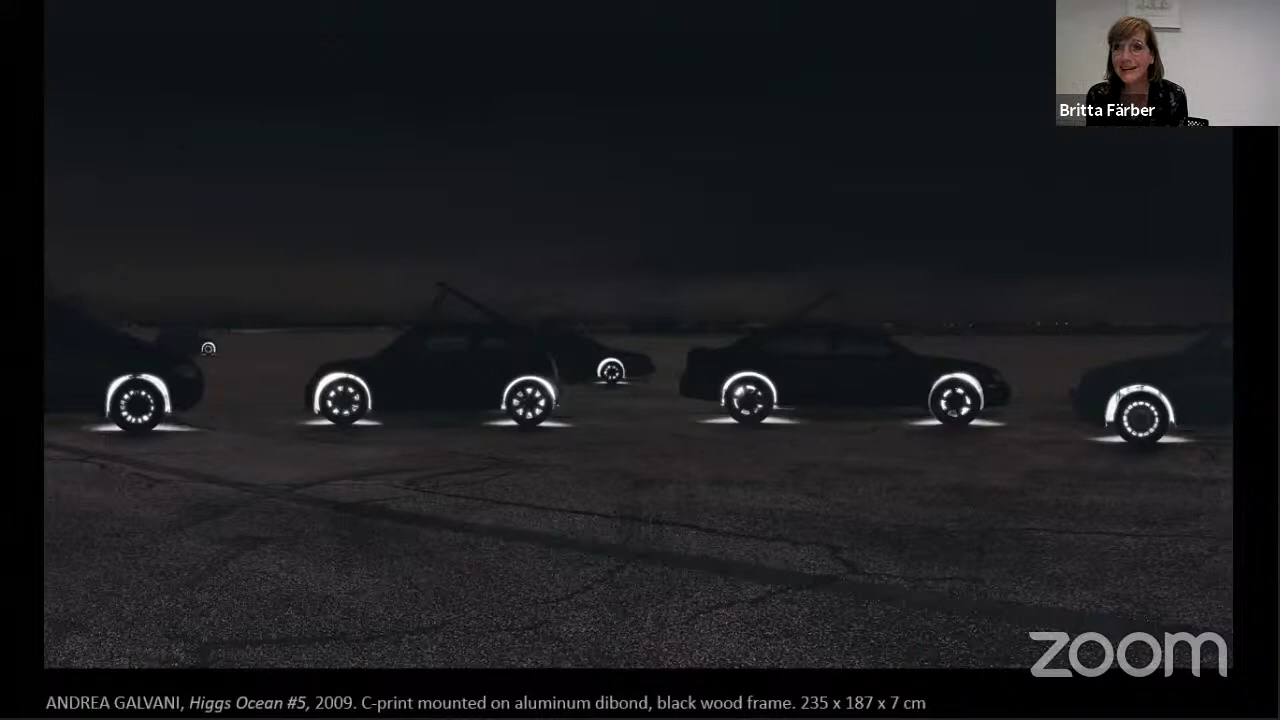 Britta Färber
zoom
ANDREA GALVANI, Higgs Ocean #5, 2009. C-print mounted on aluminum dibond, black wood frame. 235 x 187 x 7 cm